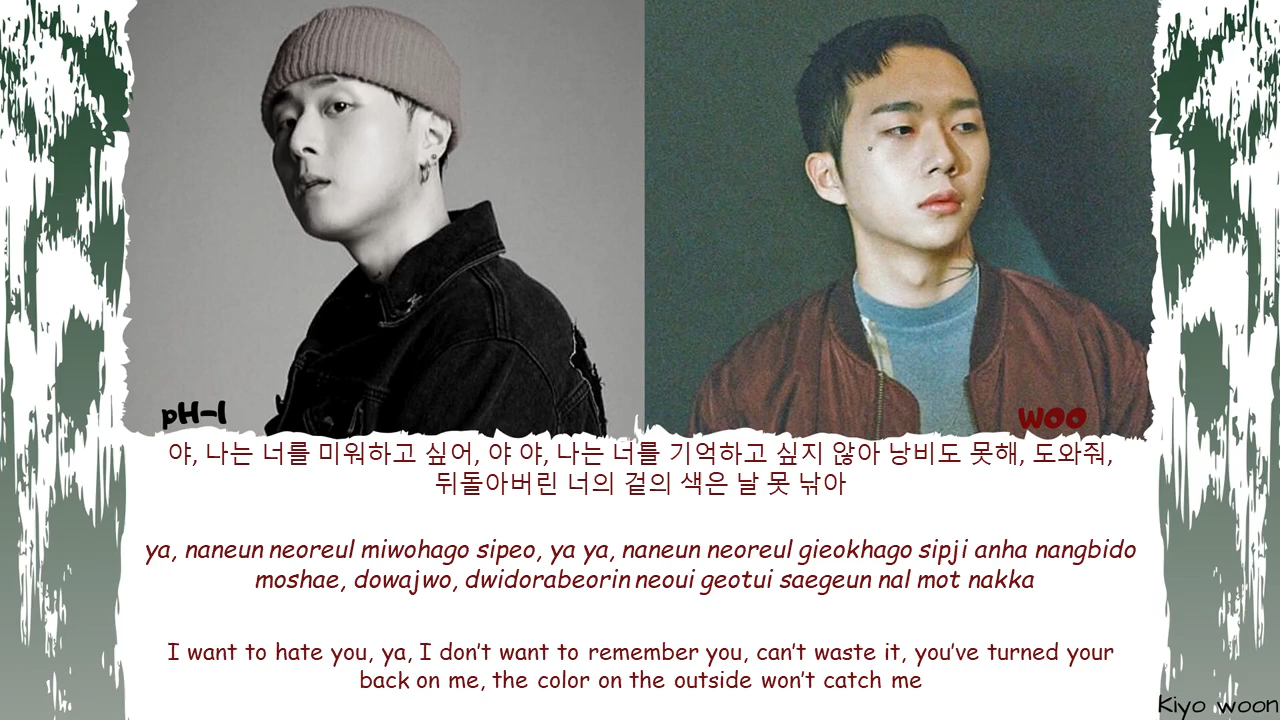 pH-1
WOO
야, 나는 너를 미워하고 싶어, 야 야, 나는 너를 기억하고 싶지 않아 낭비도 못해, 도와줘,
뒤돌아버린 너의 겉의 색은 날 못 낚아
ya, naneun neoreul miwohago sipeo, ya ya, naneun neoreul gieokhago sipji anha nangbido
moshae, dowajwo, dwidorabeorin neoui geotui saegeun nal mot nakka
I want to hate you, ya, I don't want to remember you, can't waste it, you've turned your
back on me, the color on the outside won't catch me
Kiyo woon